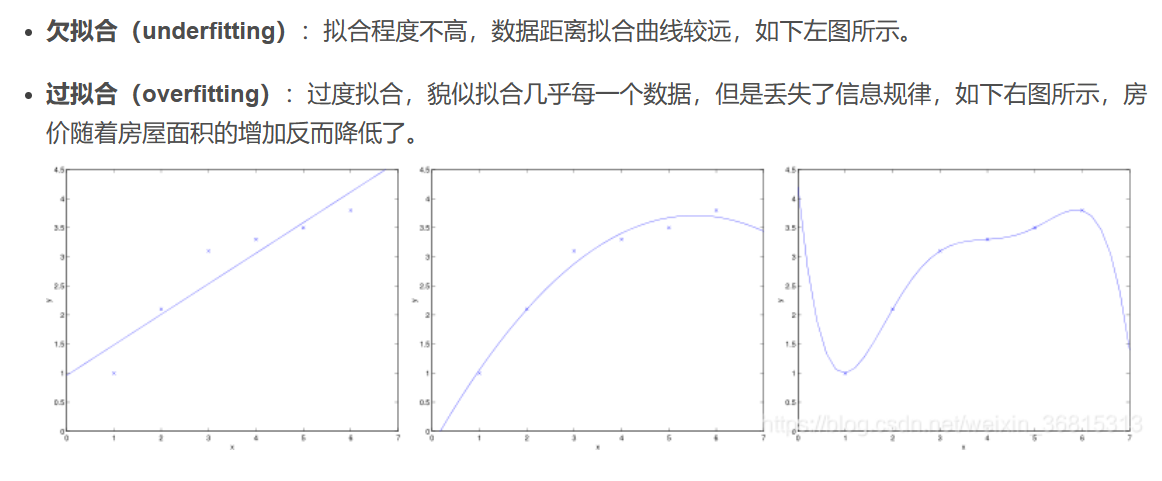 • 欠拟合（underfitting）：拟合程度不高，数据距离拟合曲线较远，如下左图所示。
• 过拟合（overfitting）：过度拟合，貌似拟合几乎每一个数据，但是丢失了信息规律，如下右图所示，房
价随着房屋面积的增加反而降低了。
4.5 4.5 4.5
4 4 4
3.5 3.5 3.5
3 3 3
2.5 2.5 2.5
y y y
2 2 2
1.5 1.5 1.5
1 1 1
0.5 0.5 0.5
0 0 0
0 1 2 3 4 5 6 7 0 1 2 3 4 5 6 7 0 1 2 3 4 5 6 7
x x x
https://blog.csdn.net/weixin_36815313